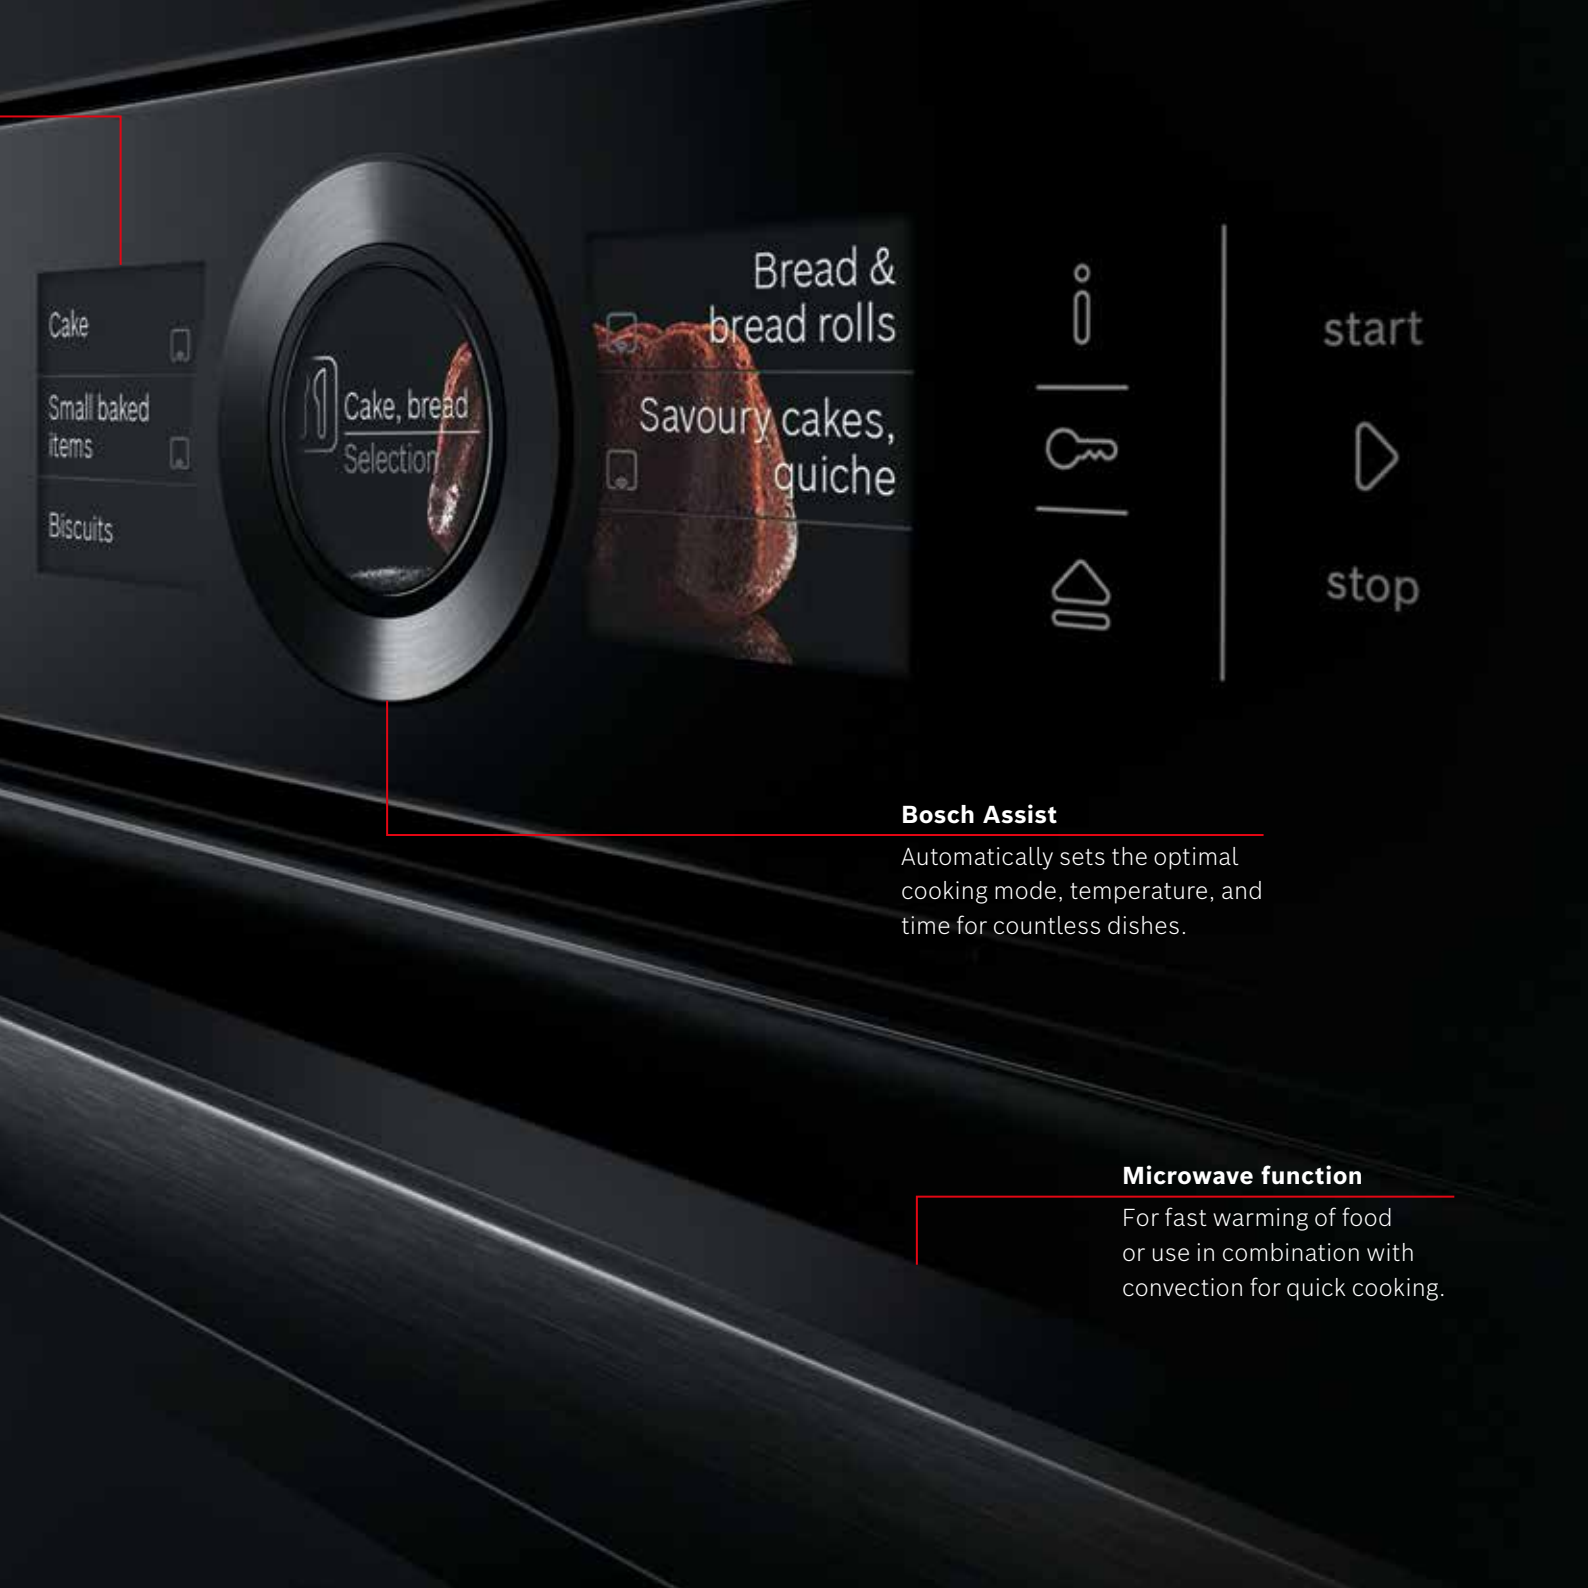 Cake
Small baked
items
Biscuits
Cake, bread
Selection
Bread &
bread rolls
Savoury cakes,
quiche
start
stop
Bosch Assist
Automatically sets the optimal
cooking mode, temperature, and
time for countless dishes.
Microwave function
For fast warming of food
or use in combination with
convection for quick cooking.